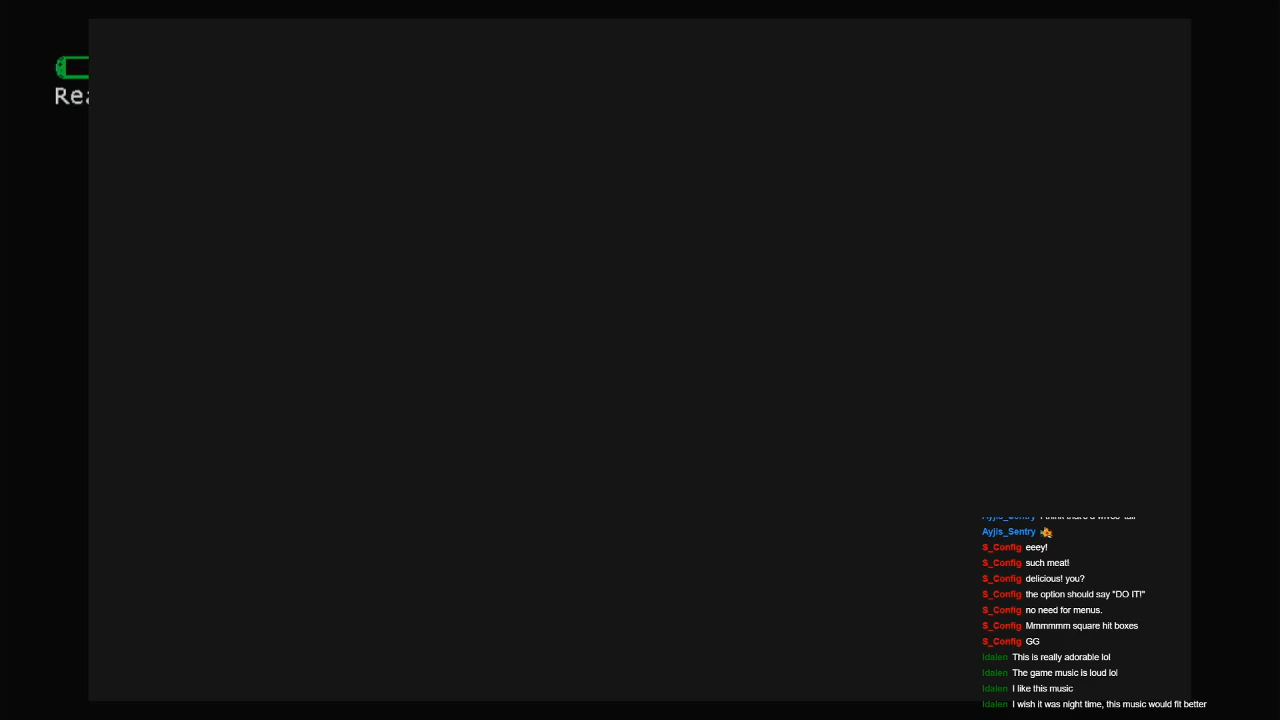 Rea
Ayjis_Sentry
S_Config eeey!
S_Config such meat!
S_Config delicious! you?
S_Config the option should say "DO IT!"
S_Config no need for menus.
S_Config Mmmmmm square hit boxes
S_Config GG
Idalen This is really adorable lol
Idalen The game music is loud lol
Idalen I like this music
Idalen I wish it was night time, this music would fit better